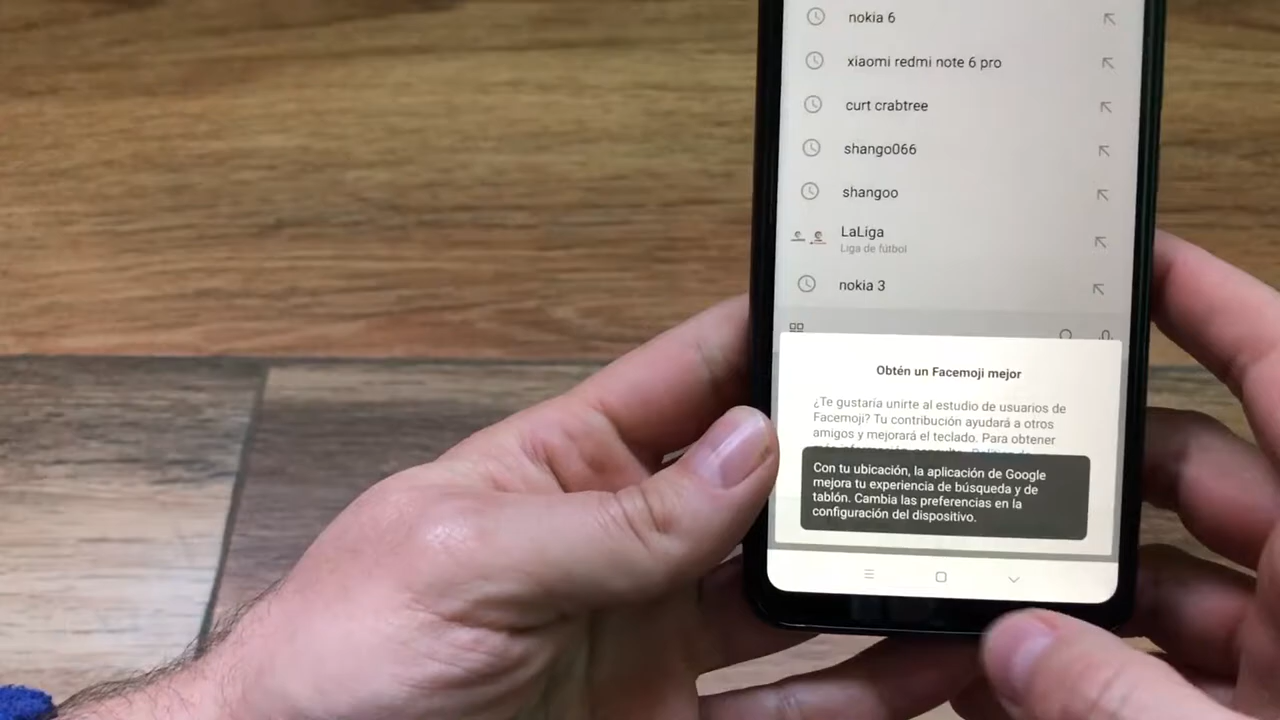 nokia 6
xiaomi redmi note 6 pro
curt crabtree
shango066
shangoo
LaLiga
Liga de fútbol
nokia 3
Obtén un Facemoji mejor
¿Te gustaría unirte al estudio de usuarios de
Facemoji? Tu contribución ayudará a otros
amigos y mejorará el teclado. Para obtener
Con tu ubicación, la aplicación de Google
mejora tu experiencia de búsqueda y de
tablón. Cambia las preferencias en la
configuración del dispositivo.